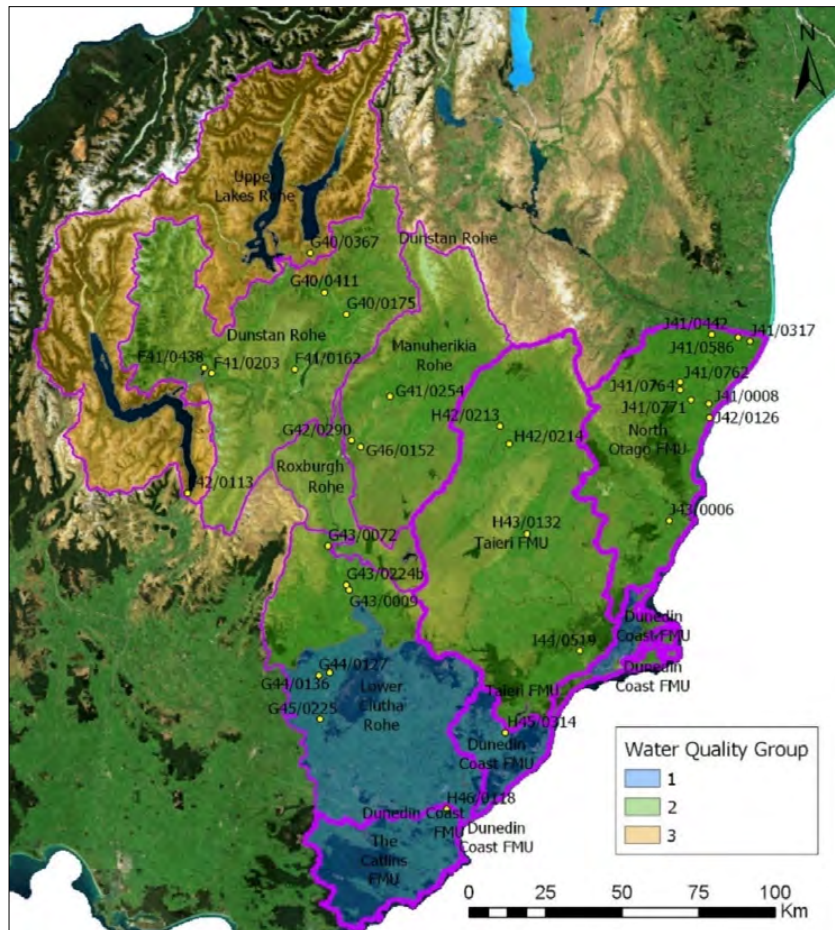 N
Upper
Lakes Rohe
G40/0367
Dunstan Rohe
G40/0411
G40/0175
Dunstan Rohe
J41/0442
J41/0317
J41/0586
Manuherikia
Rohe
F41/0438
F41/0203
F41/0162
J41/0762
J41/0764
G41/0254
J41/0008
J41/0771
J42/0126
H42/0213
North
Otago FMU
G42/0290
H42/0214
G46/0152
Roxburgh
Rohe
42/0113
J43/0006
H43/0132
Taieri FMU
G43/0072
G43/0224b
G43/0009
Dunedin
Coast FMU
I44/0519
Dunedin
Coast FMU
G44/0127
G44/0136
Lower
Clutha
Rohe
Taieri FMU
G45/0225
H45/0314
Dunedin
Coast FMU
Water Quality Group
1
2
3
H46/0118
Dunedin Coast
FMU
Dunedin
Coast FMU
The
Catlins
FMU
0 19 25 50 75 100
Km